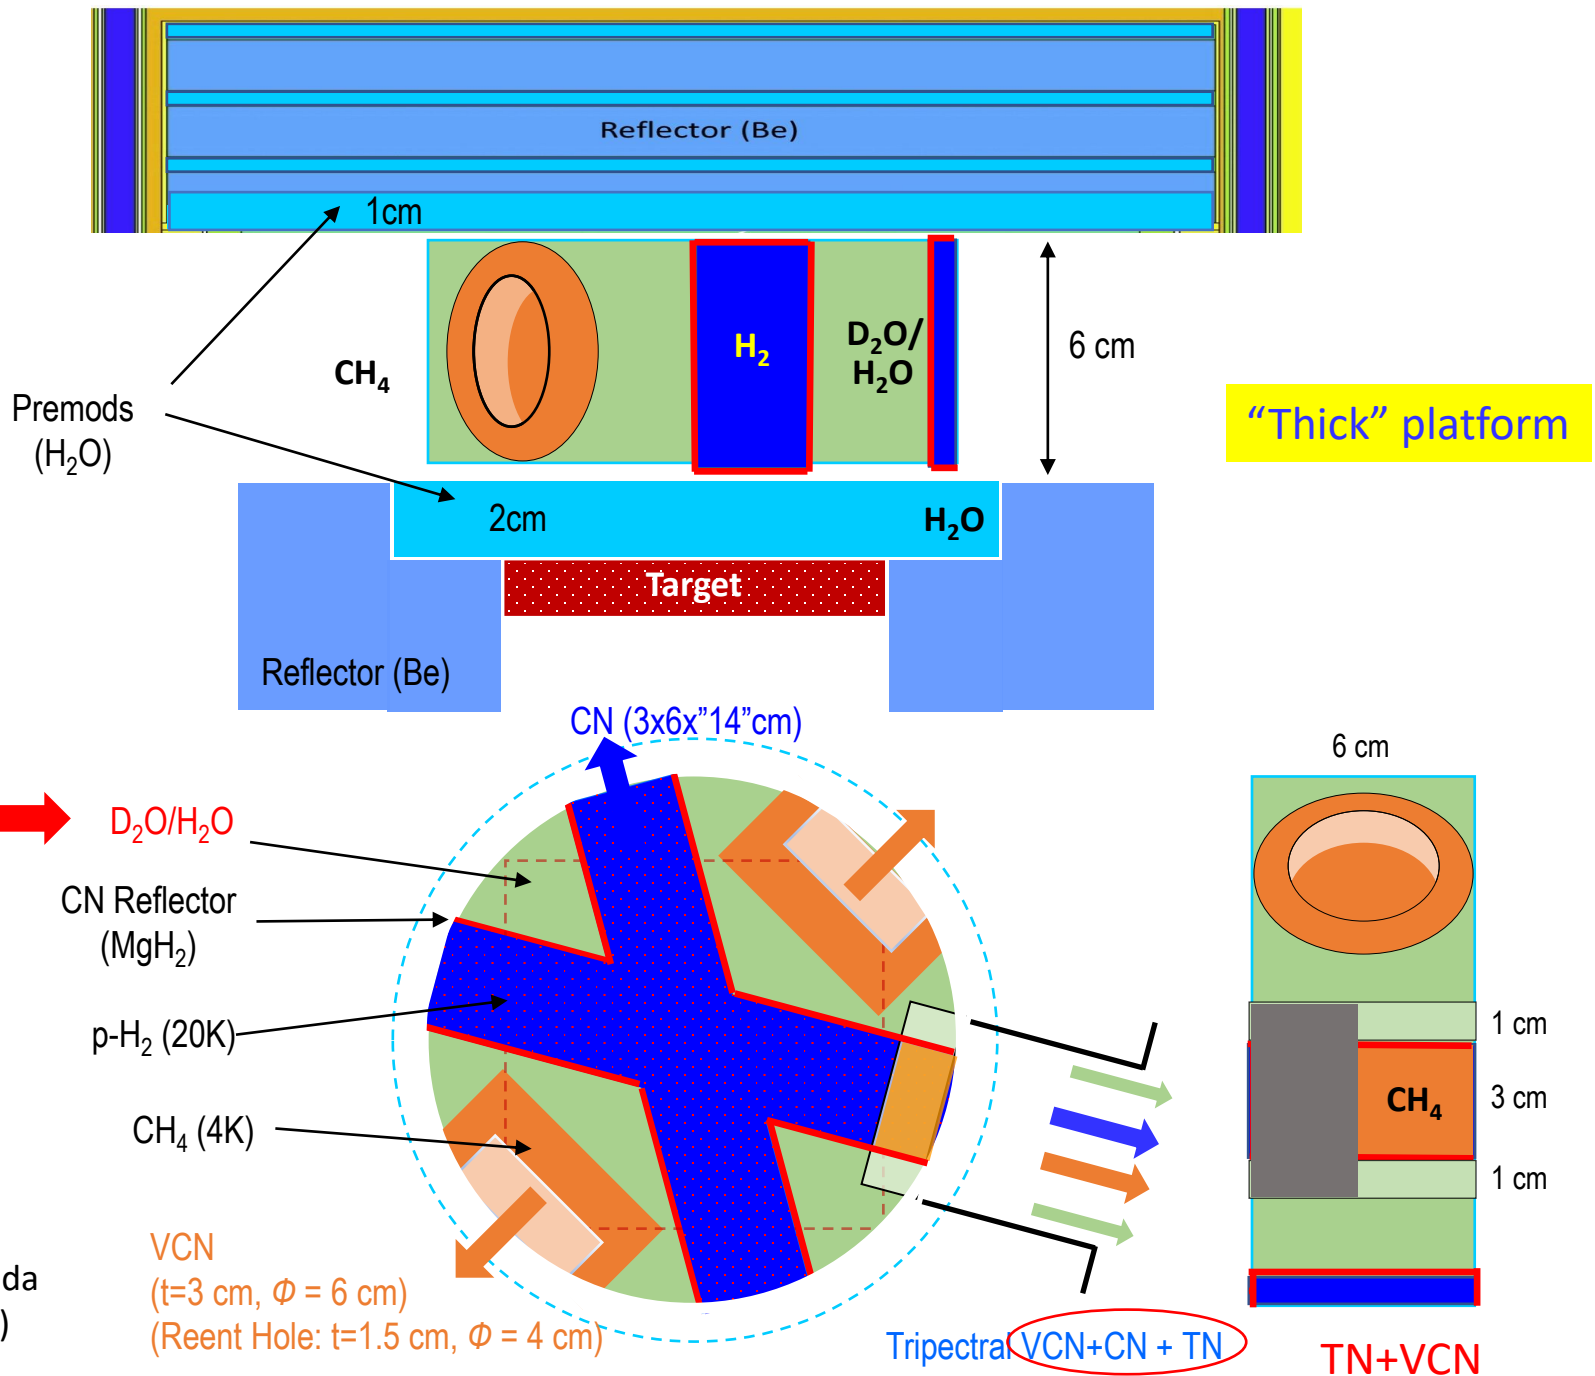 Reflector (Be)
1cm
CH4
H2
D2O/
H2O
6 cm
Premods
(H2O)
“Thick” platform
2cm
H2O
Target
Reflector (Be)
CN (3x6x”14”cm)
6 cm
D2O/H2O
CN Reflector
(MgH2)
p-H2 (20K)
CH4 (4K)
1 cm
CH4
3 cm
1 cm
VCN
(t=3 cm, Φ = 6 cm)
(Reent Hole: t=1.5 cm, Φ = 4 cm)
da
)
Tripectral VCN+CN + TN
TN+VCN